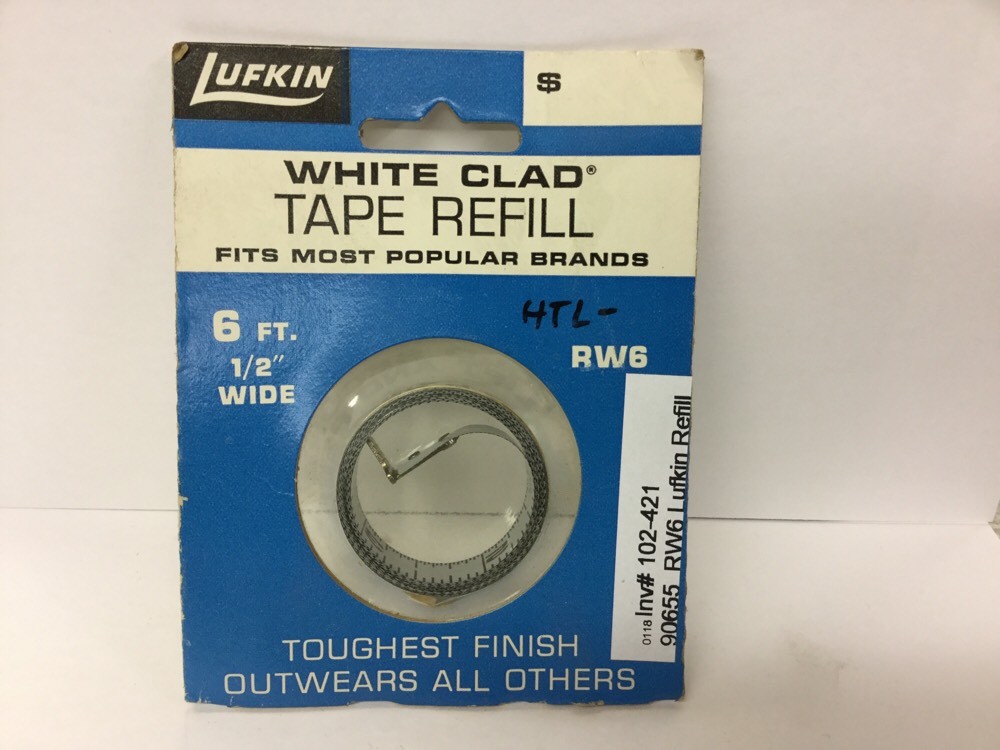 LUFKIN
$
WHITE CLAD®
TAPE REFILL
FITS MOST POPULAR BRANDS
HTL-
6 FT.
1/2" WIDE
RW6
0118 Inv# 102-421
90655 RW6 Lufkin Refill
TOUGHEST FINISH
OUTWEARS ALL OTHERS